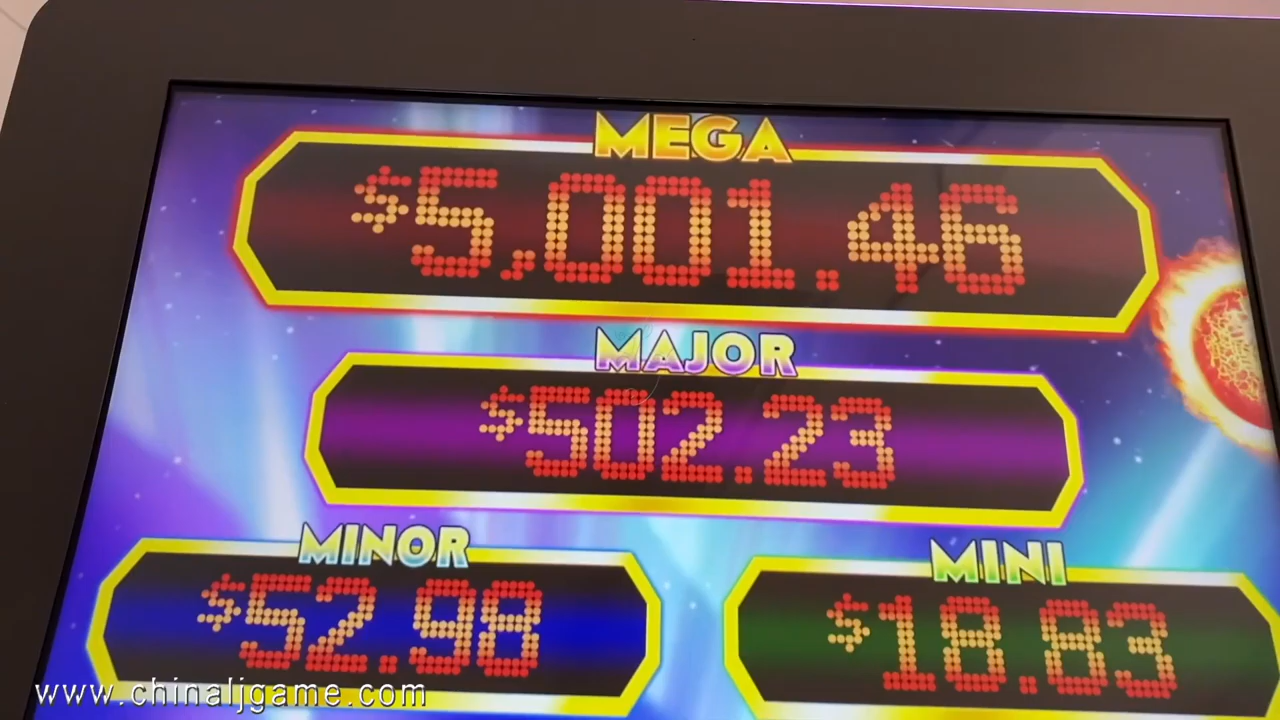 MEGA
$5,001.46
MAJOR
$502.23
MINOR
$52.98
MINI
$18.83
www.chinaljgame.com